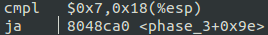 cmpl $0x7,0x18(%esp)
ja 8048ca0 <phase_3+0x9e>